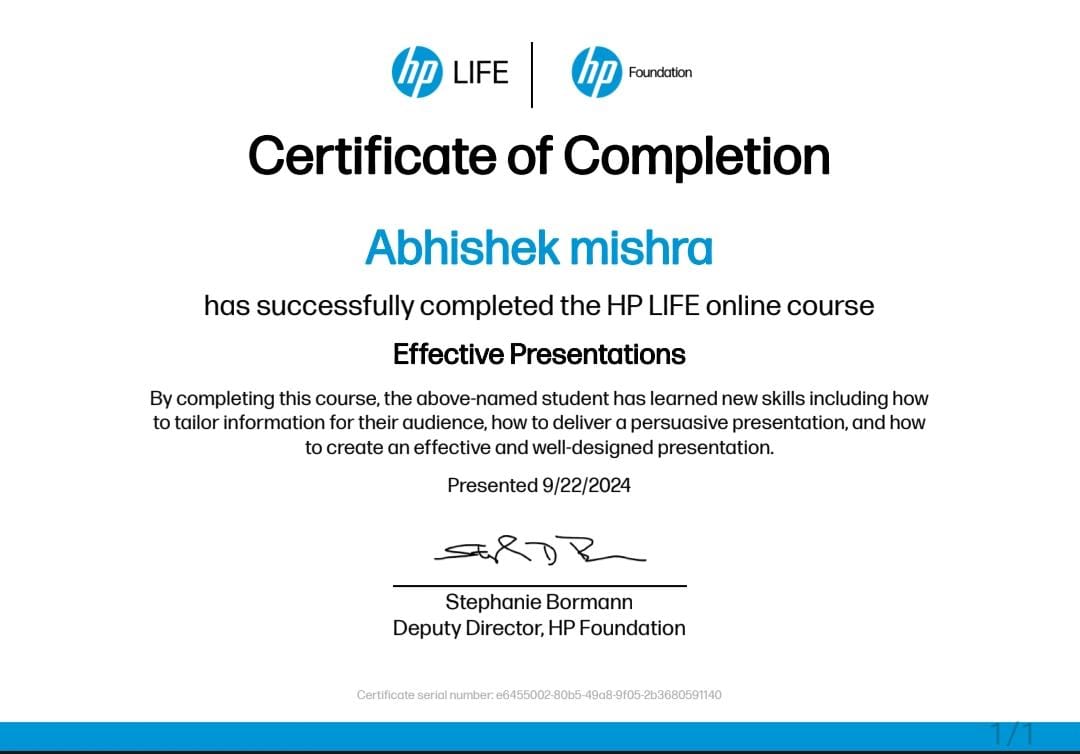 hp LIFE
hp Foundation
Certificate of Completion
Abhishek mishra
has successfully completed the HP LIFE online course
Effective Presentations
By completing this course, the above-named student has learned new skills including how
to tailor information for their audience, how to deliver a persuasive presentation, and how
to create an effective and well-designed presentation.
Presented 9/22/2024
Stephanie Bormann
Deputy Director, HP Foundation
Certificate serial number: e6455002-80b5-49a8-9f05-2b3680591140
1/1